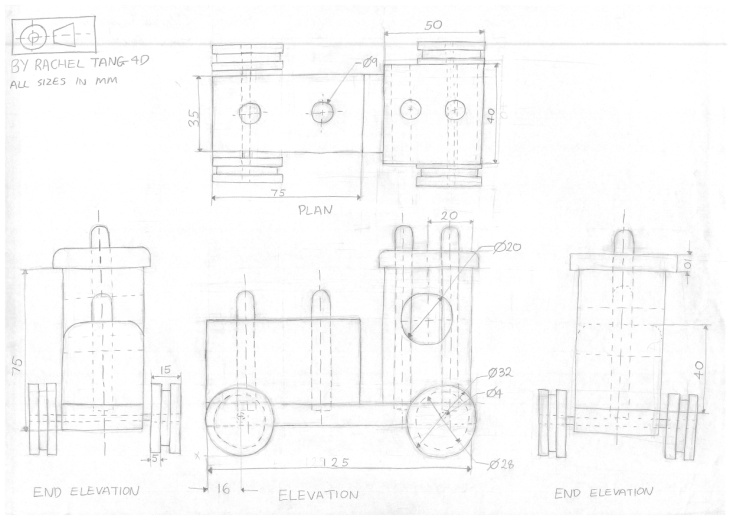 BY RACHEL TANG 4D
ALL SIZES IN MM
50
Ø9
35
40
75
PLAN
20
Ø20
10
75
15
Ø32
Ø4
40
5
x
125
Ø28
16
END ELEVATION
ELEVATION
END ELEVATION